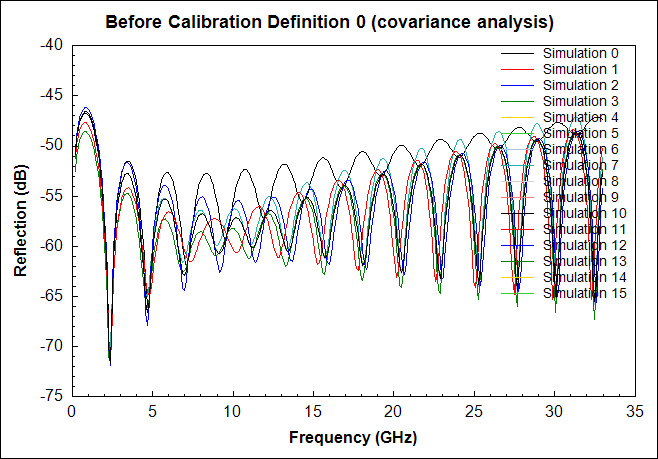 Before Calibration Definition 0 (covariance analysis)
-40
-45
-50
-55
-60
-65
-70
-75
Reflection (dB)
0 5 10 15 20 25 30 35
Frequency (GHz)
Simulation 0
Simulation 1
Simulation 2
Simulation 3
Simulation 4
Simulation 5
Simulation 6
Simulation 7
Simulation 8
Simulation 9
Simulation 10
Simulation 11
Simulation 12
Simulation 13
Simulation 14
Simulation 15